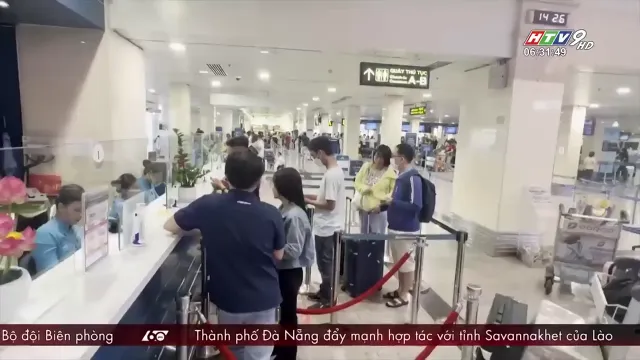 14 26
HTV9 HD
06:31:49
QUẦY THỦ TỤC
A-B
Bộ đội Biên phòng
60
Thành phố Đà Nẵng đẩy mạnh hợp tác với tỉnh Savannakhet của Lào